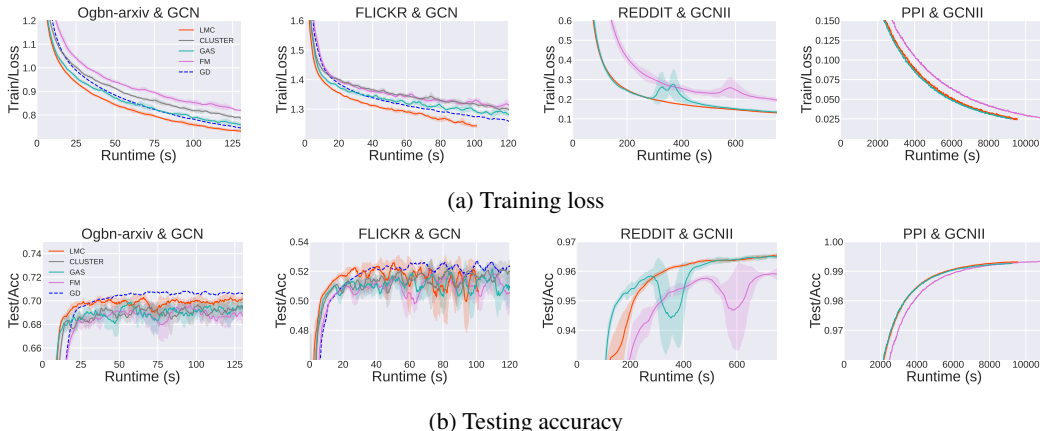 Ogbn-arxiv & GCN
FLICKR & GCN
REDDIT & GCNII
PPI & GCNII
Train/Loss
1.2
1.1
1.0
0.9
0.8
LMC
CLUSTER
GAS
FM
GD
25 50 75 100 125
Runtime (s)
Train/Loss
1.6
1.5
1.4
1.3
20 40 60 80 100 120
Runtime (s)
Train/Loss
0.6
0.5
0.4
0.3
0.2
0.1
200 400 600
Runtime (s)
Train/Loss
0.150
0.125
0.100
0.075
0.050
0.025
2000 4000 6000 8000 10000
Runtime (s)
(a) Training loss
Ogbn-arxiv & GCN
FLICKR & GCN
REDDIT & GCNII
PPI & GCNII
Test/Acc
0.74
0.72
0.70
0.68
0.66
LMC
CLUSTER
GAS
FM
GD
0 25 50 75 100 125
Runtime (s)
Test/Acc
0.54
0.52
0.50
0.48
0 20 40 60 80 100 120
Runtime (s)
Test/Acc
0.97
0.96
0.95
0.94
0 200 400 600
Runtime (s)
Test/Acc
1.00
0.99
0.98
0.97
0 2000 4000 6000 8000 10000
Runtime (s)
(b) Testing accuracy